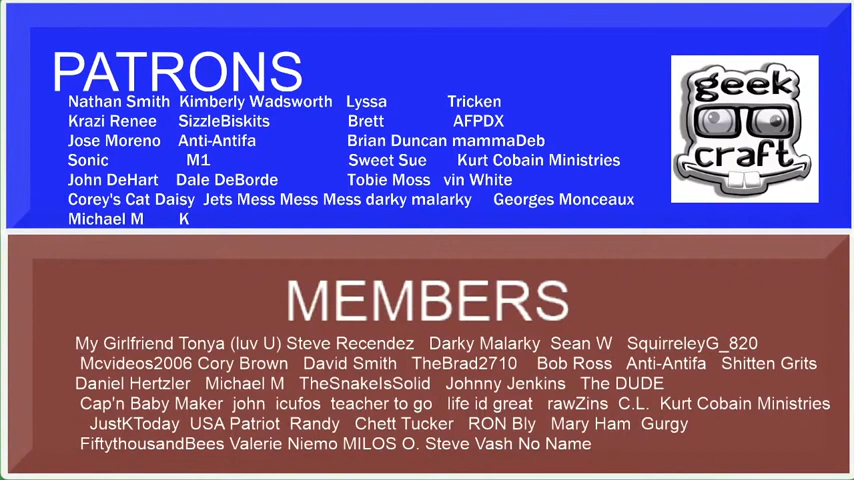 PATRONS
Nathan Smith Kimberly Wadsworth Lyssa Tricken
Krazi Renee SizzleBiskits Brett AFPDX
Jose Moreno Anti-Antifa Brian Duncan mammaDeb
Sonic M1 Sweet Sue Kurt Cobain Ministries
John DeHart Dale DeBorde Tobie Moss vin White
Corey's Cat Daisy Jets Mess Mess Mess darky malarky Georges Monceaux
Michael M K
geek
craft
MEMBERS
My Girlfriend Tonya (luv U) Steve Recendez Darky Malarky Sean W SquirreleyG_820
Mcvideos2006 Cory Brown David Smith TheBrad2710 Bob Ross Anti-Antifa Shitten Grits
Daniel Hertzler Michael M TheSnakeIsSolid Johnny Jenkins The DUDE
Cap'n Baby Maker john icufos teacher to go life id great rawZins C.L. Kurt Cobain Ministries
JustKToday USA Patriot Randy Chett Tucker RON Bly Mary Ham Gurgy
FiftythousandBees Valerie Niemo MILOS O. Steve Vash No Name